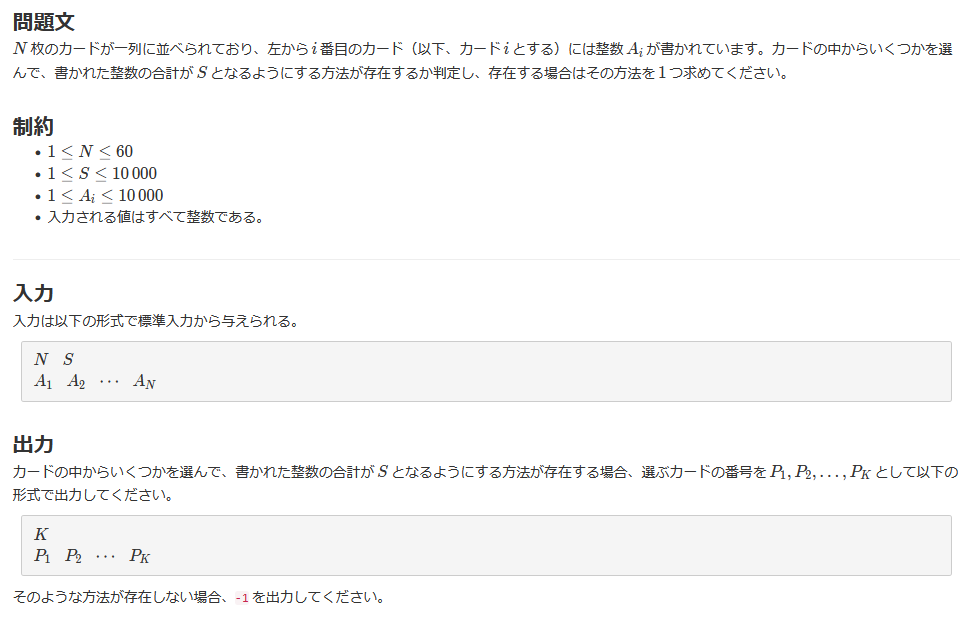 問題文
N 枚のカードが一列に並べられており、左から i 番目のカード（以下、カード i とする）には整数 A_i が書かれています。カードの中からいくつかを選
んで、書かれた整数の合計が S となるようにする方法が存在するか判定し、存在する場合はその方法を 1 つ求めてください。
制約
• 1 ≤ N ≤ 60
• 1 ≤ S ≤ 10 000
• 1 ≤ A_i ≤ 10 000
• 入力される値はすべて整数である。
入力
入力は以下の形式で標準入力から与えられる。
N S
A_1 A_2 ⋯ A_N
出力
カードの中からいくつかを選んで、書かれた整数の合計が S となるようにする方法が存在する場合、選ぶカードの番号を P_1, P_2, …, P_K として以下の
形式で出力してください。
K
P_1 P_2 ⋯ P_K
そのような方法が存在しない場合、-1 を出力してください。